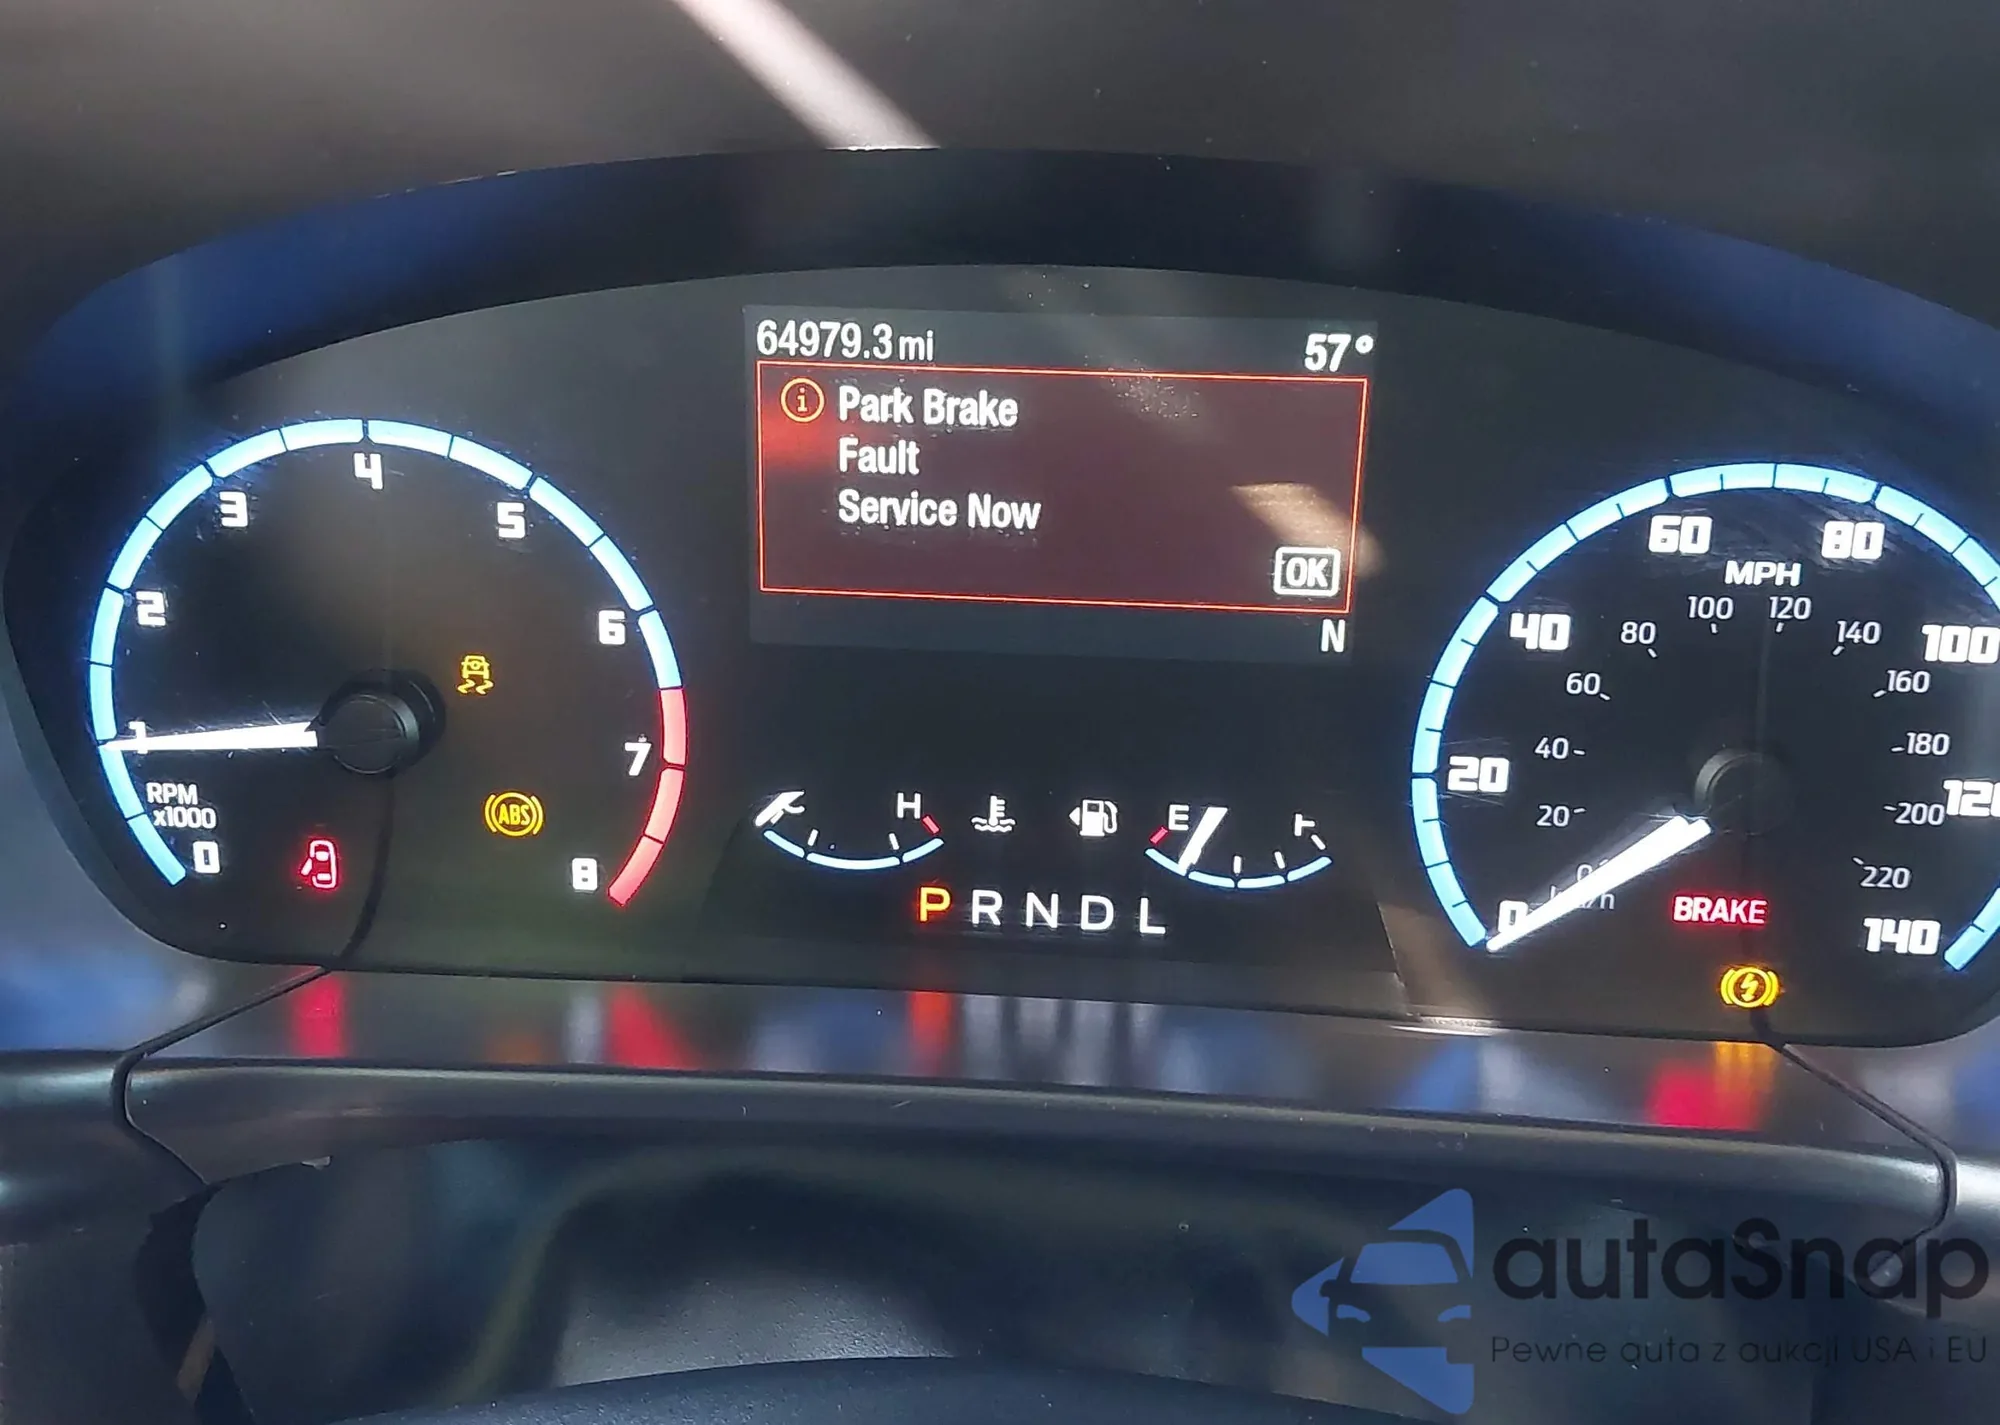 64979.3 mi
57°
Park Brake
Fault
Service Now
OK
N
0
1
2
3
4
5
6
7
8
RPM
x1000
ABS
H
E
P R N D L
0
20
40
60
80
100
140
MPH
20
40
60
80
100
120
140
160
180
200
220
BRAKE
autaSnap
Pewne auta z aukcji USA i EU